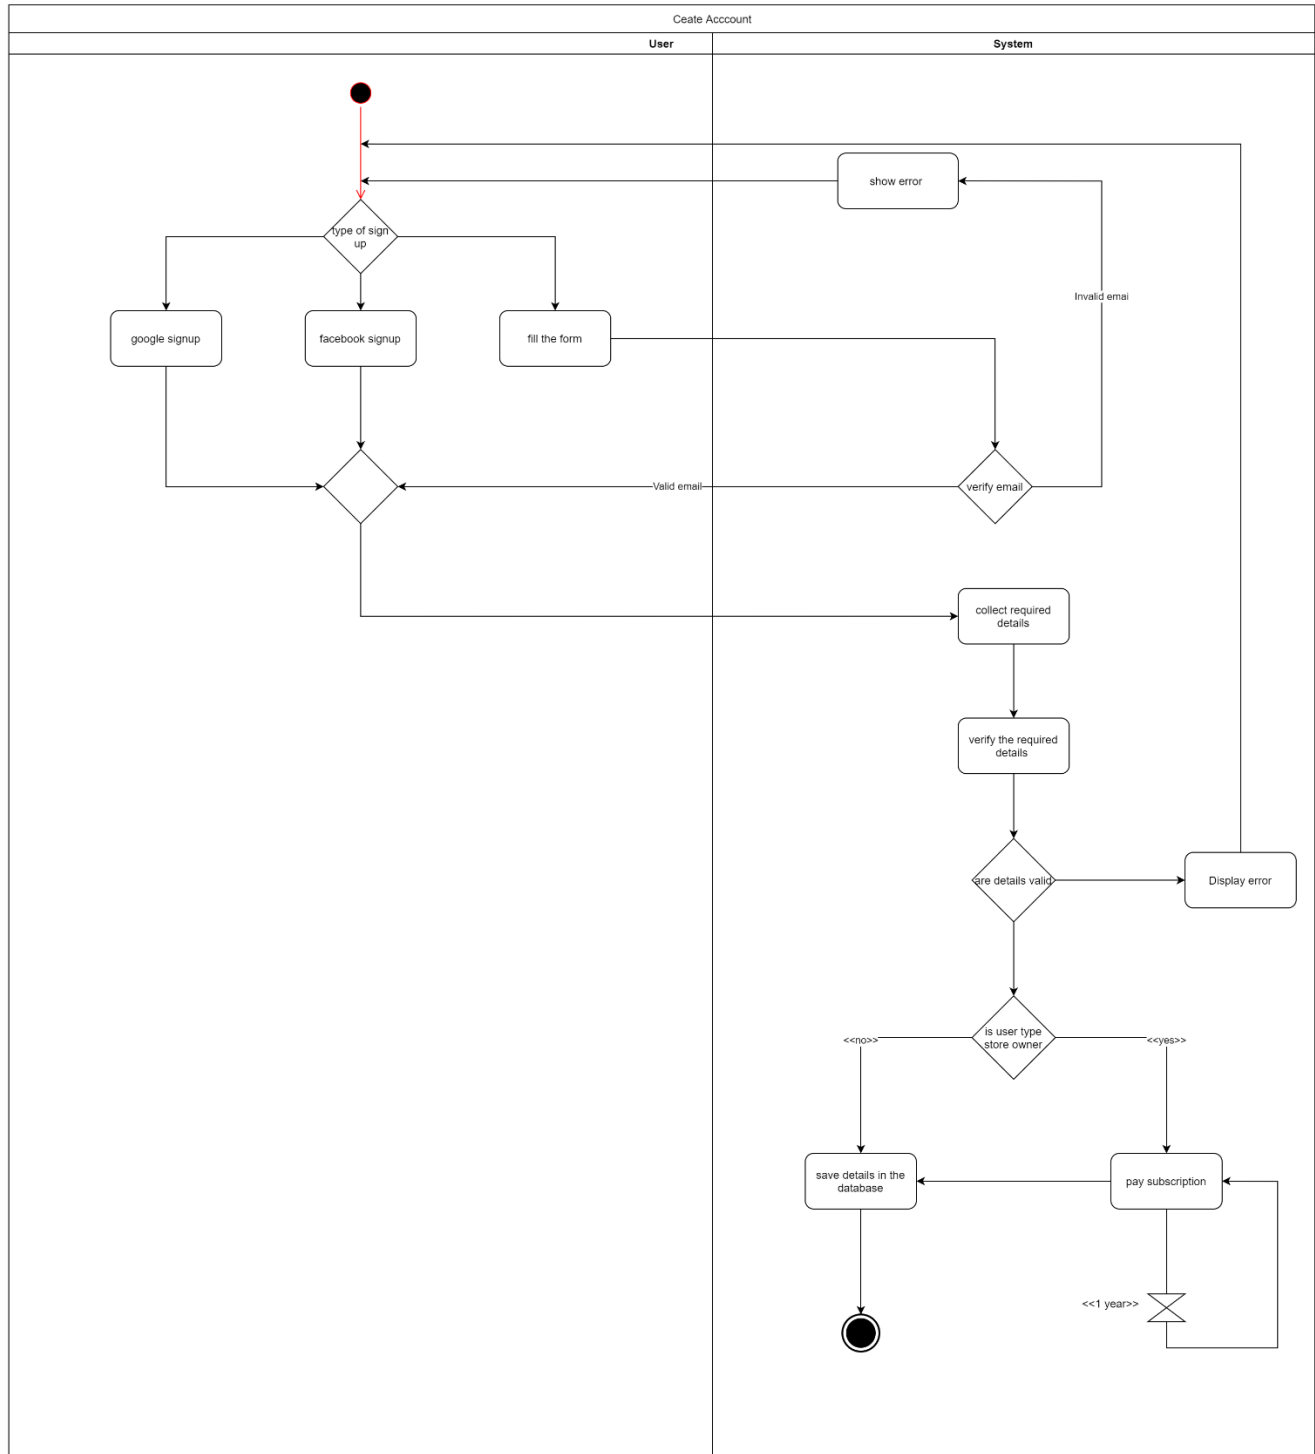 Ceate Acccount
User
System
show error
type of sign
up
Invalid emai
google signup
facebook signup
fill the form
Valid email
verify email
collect required
details
verify the required
details
are details valid
Display error
is user type
store owner
<<no>>
<<yes>>
save details in the
database
pay subscription
<<1 year>>